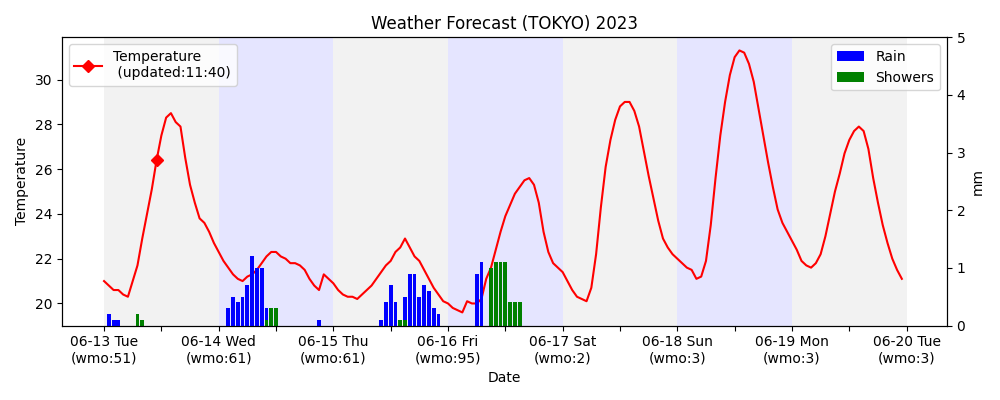 Weather Forecast (TOKYO) 2023
Temperature
(updated:11:40)
Rain
Showers
Temperature
30
28
26
24
22
20
5
4
3
2
1
0
mm
06-13 Tue 06-14 Wed 06-15 Thu 06-16 Fri 06-17 Sat 06-18 Sun 06-19 Mon 06-20 Tue
(wmo:51) (wmo:61) (wmo:61) (wmo:95) (wmo:2) (wmo:3) (wmo:3) (wmo:3)
Date